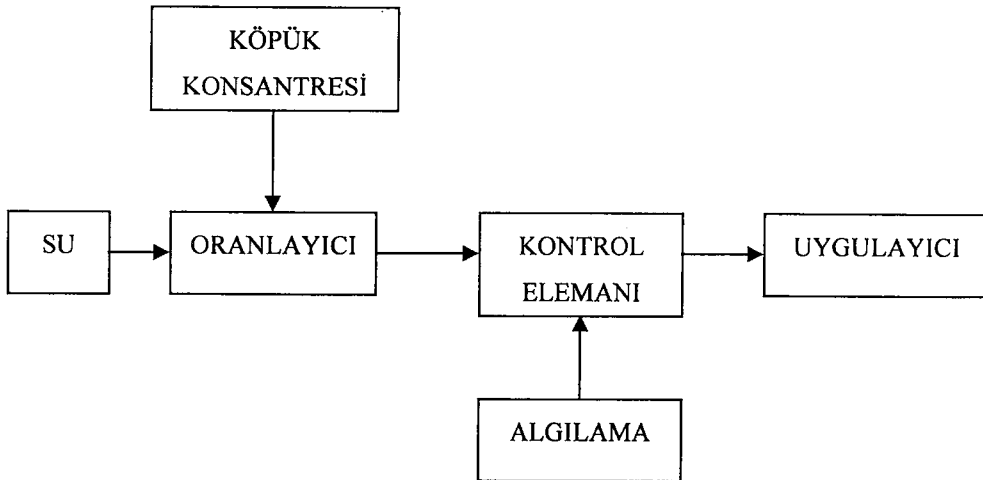 KÖPÜK
KONSANTRESİ
SU
ORANLAYICI
KONTROL
ELEMANI
UYGULAYICI
ALGILAMA